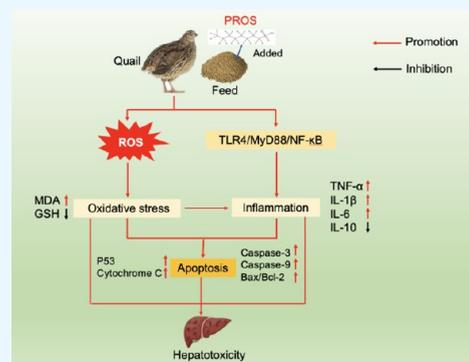 PROS
Added
Quail
Feed
Promotion
Inhibition
ROS
TLR4/MyD88/NF-κB
MDA ↑
GSH ↓
Oxidative stress
Inflammation
TNF-α ↑
IL-1β ↑
IL-6 ↑
IL-10 ↓
P53 ↑
Cytochrome C ↑
Apoptosis
Caspase-3 ↑
Caspase-9 ↑
Bax/Bcl-2 ↑
Hepatotoxicity